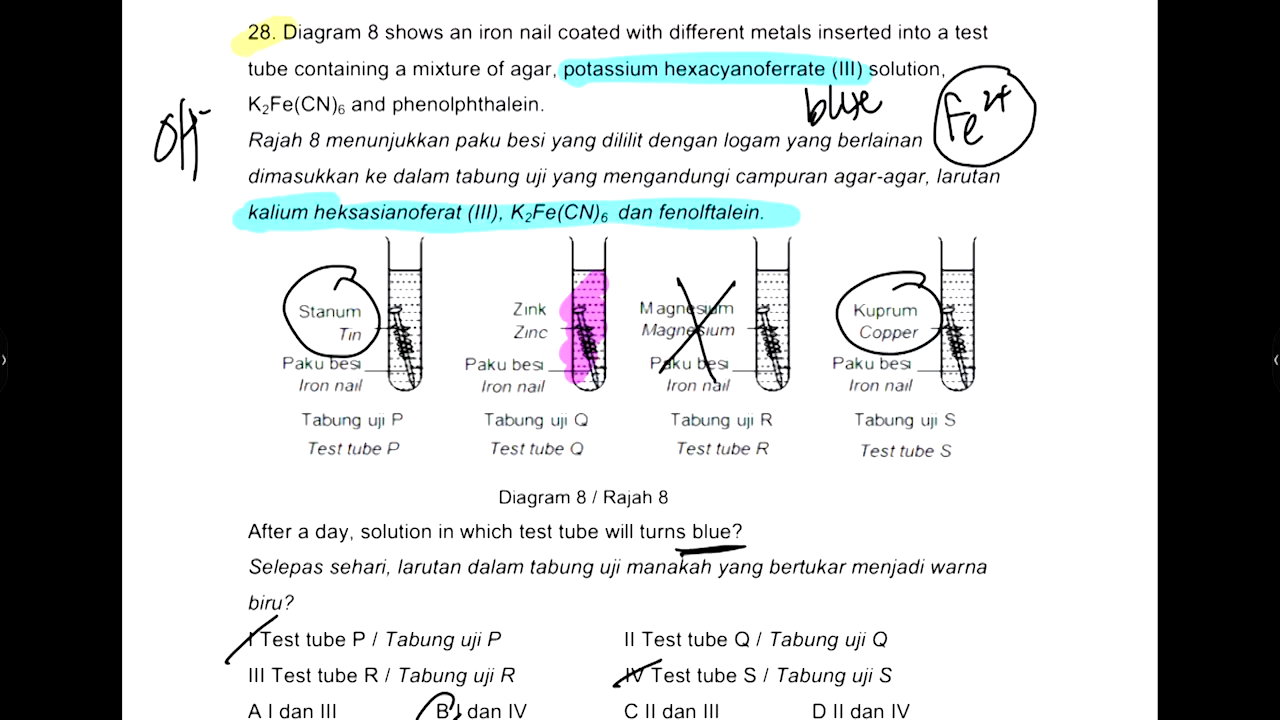 28. Diagram 8 shows an iron nail coated with different metals inserted into a test
tube containing a mixture of agar, potassium hexacyanoferrate (III) solution,
K₂Fe(CN)₆ and phenolphthalein.
blue
Fe²⁺
OH⁻
Rajah 8 menunjukkan paku besi yang dililit dengan logam yang berlainan
dimasukkan ke dalam tabung uji yang mengandungi campuran agar-agar, larutan
kalium heksasianoferat (III), K₂Fe(CN)₆ dan fenolftalein.
Stanum Zink Magnesium Kuprum
Tin Zinc Magnesium Copper
Paku besi Paku besi Paku besi Paku besi
Iron nail Iron nail Iron nail Iron nail
Tabung uji P Tabung uji Q Tabung uji R Tabung uji S
Test tube P Test tube Q Test tube R Test tube S
Diagram 8 / Rajah 8
After a day, solution in which test tube will turns blue?
Selepas sehari, larutan dalam tabung uji manakah yang bertukar menjadi warna
biru?
I Test tube P / Tabung uji P II Test tube Q / Tabung uji Q
III Test tube R / Tabung uji R IV Test tube S / Tabung uji S
A I dan III B I dan IV C II dan III D II dan IV